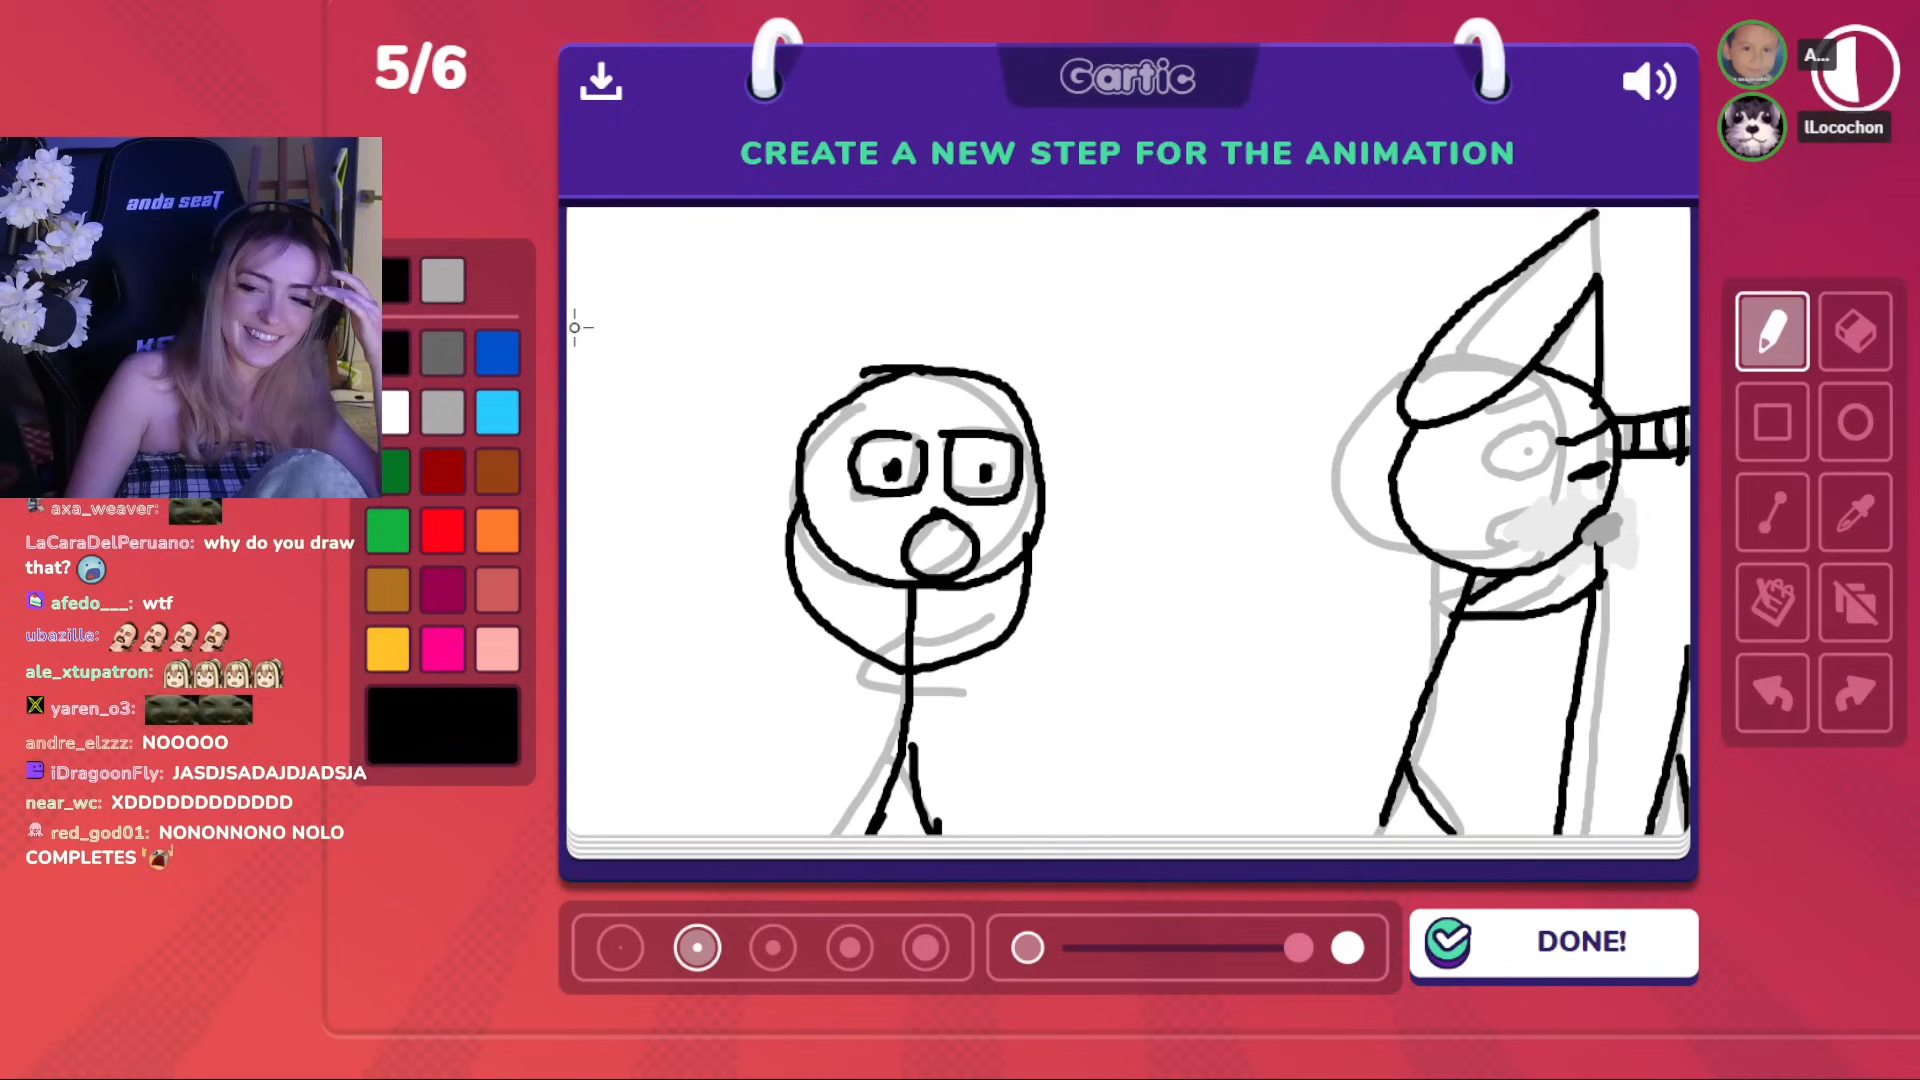 5/6
Gartic
CREATE A NEW STEP FOR THE ANIMATION
A...
lLocochon
anda seaT
axa_weaver:
LaCaraDelPeruano: why do you draw
that?
afedo___: wtf
ubazille:
ale_xtupatron:
yaren_o3:
andre_elzzz: NOOOOO
iDragoonFly: JASDJSADAJDJADSJA
near_wc: XDDDDDDDDDDDD
red_god01: NONONNONO NOLO
COMPLETES
DONE!